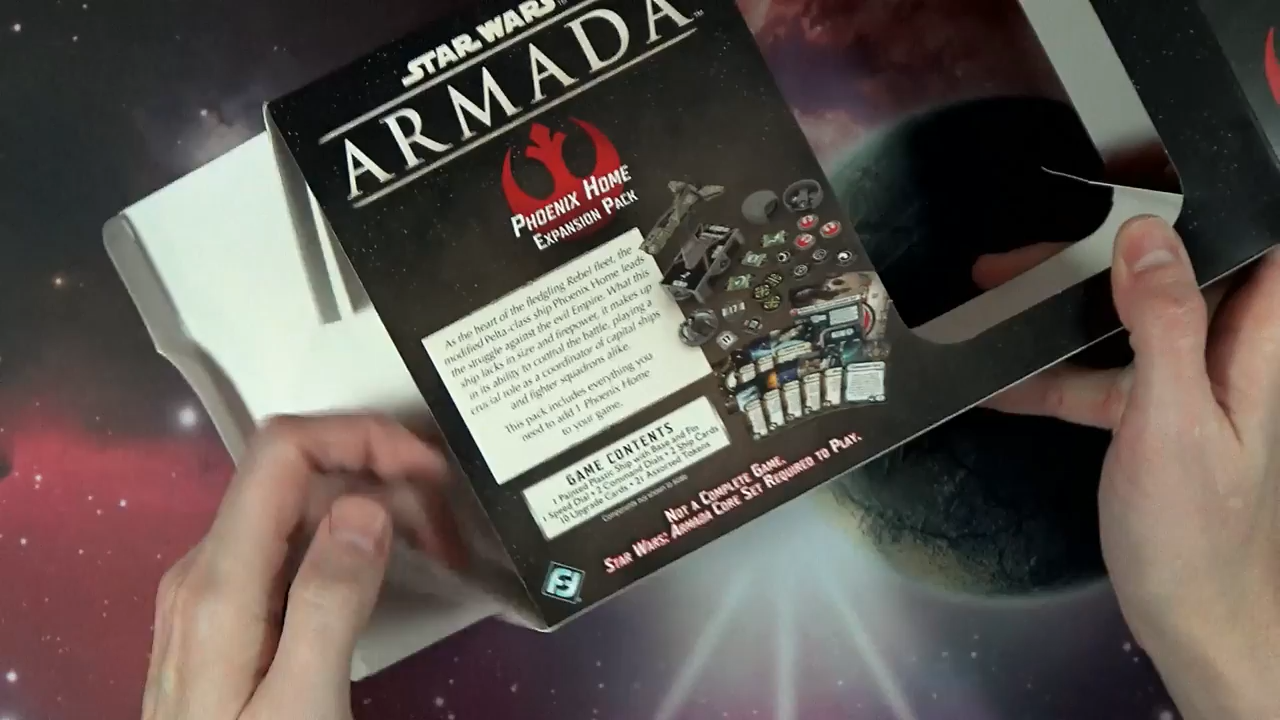 STAR WARS
ARMADA
PHOENIX HOME
EXPANSION PACK
As the heart of the fledgling Rebel fleet, the
modified Pelta-class ship Phoenix Home leads
the struggle against the evil Empire. What this
ship lacks in size and firepower, it makes up
in its ability to control the battle, playing a
crucial role as a coordinator of capital ships
and fighter squadrons alike.
This pack includes everything you
need to add 1 Phoenix Home
to your game.
GAME CONTENTS
1 Painted Plastic Ship with Base and Pin
1 Speed Dial • 2 Command Dials • 2 Ship Cards
10 Upgrade Cards • 21 Assorted Tokens
Components not shown to scale
NOT A COMPLETE GAME.
STAR WARS: ARMADA CORE SET REQUIRED TO PLAY.